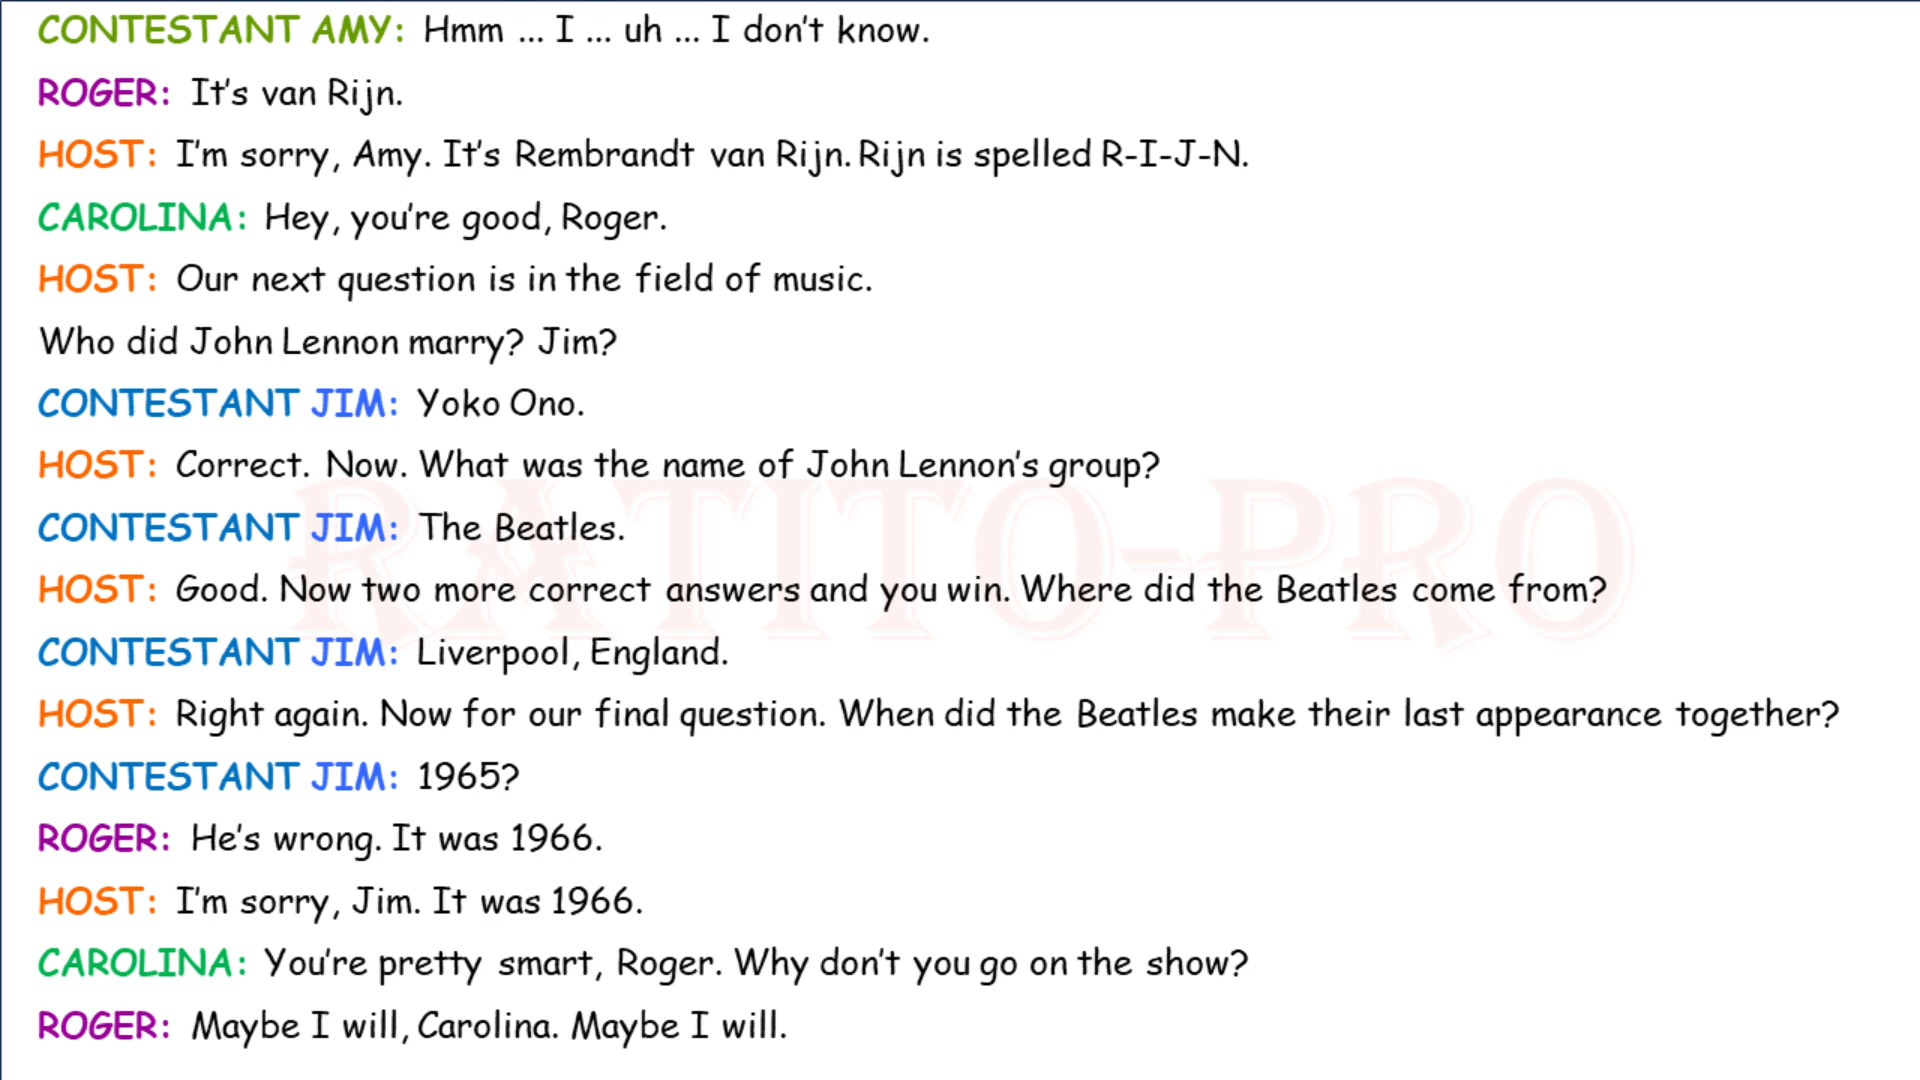 CONTESTANT AMY: Hmm ... I ... uh ... I don't know.
ROGER: It's van Rijn.
HOST: I'm sorry, Amy. It's Rembrandt van Rijn. Rijn is spelled R-I-J-N.
CAROLINA: Hey, you're good, Roger.
HOST: Our next question is in the field of music.
Who did John Lennon marry? Jim?
CONTESTANT JIM: Yoko Ono.
HOST: Correct. Now. What was the name of John Lennon's group?
CONTESTANT JIM: The Beatles.
RATITO-PRO
HOST: Good. Now two more correct answers and you win. Where did the Beatles come from?
CONTESTANT JIM: Liverpool, England.
HOST: Right again. Now for our final question. When did the Beatles make their last appearance together?
CONTESTANT JIM: 1965?
ROGER: He's wrong. It was 1966.
HOST: I'm sorry, Jim. It was 1966.
CAROLINA: You're pretty smart, Roger. Why don't you go on the show?
ROGER: Maybe I will, Carolina. Maybe I will.